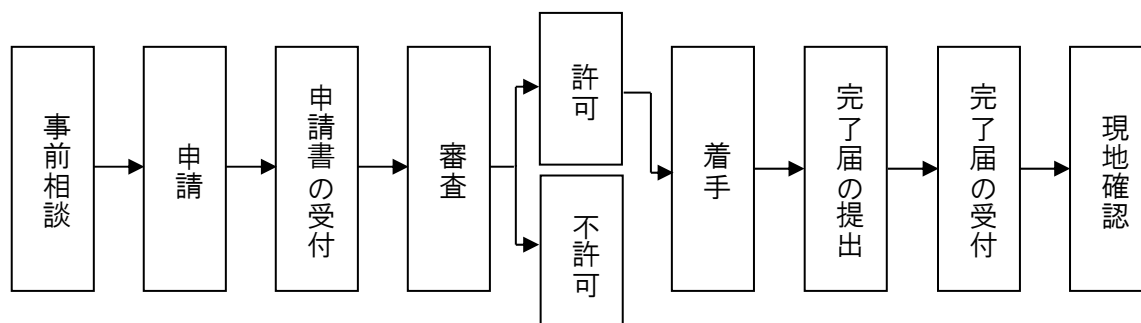 事前相談
申請
申請書の受付
審査
許可
不許可
着手
完了届の提出
完了届の受付
現地確認